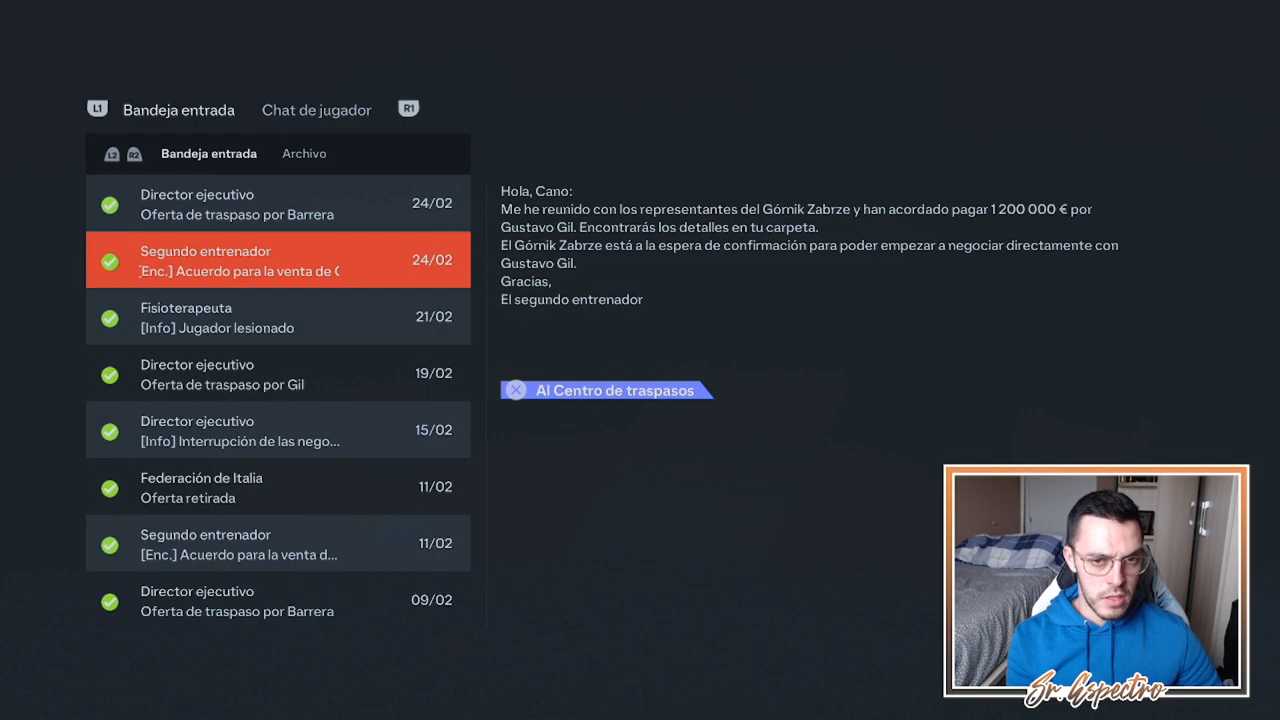 L1 Bandeja entrada Chat de jugador R1
L2 R2 Bandeja entrada Archivo
Director ejecutivo
Oferta de traspaso por Barrera
24/02
Segundo entrenador
[Enc.] Acuerdo para la venta de
24/02
Fisioterapeuta
[Info] Jugador lesionado
21/02
Director ejecutivo
Oferta de traspaso por Gil
19/02
Director ejecutivo
[Info] Interrupción de las nego...
15/02
Federación de Italia
Oferta retirada
11/02
Segundo entrenador
[Enc.] Acuerdo para la venta d...
11/02
Director ejecutivo
Oferta de traspaso por Barrera
09/02
Hola, Cano:
Me he reunido con los representantes del Górnik Zabrze y han acordado pagar 1 200 000 € por
Gustavo Gil. Encontrarás los detalles en tu carpeta.
El Górnik Zabrze está a la espera de confirmación para poder empezar a negociar directamente con
Gustavo Gil.
Gracias,
El segundo entrenador
Al Centro de traspasos
Sr. Espectro